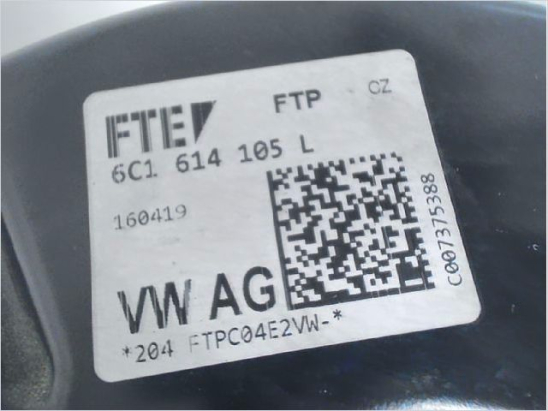 FTE FTP CZ
6C1 614 105 L
160419
C007375388
VW AG
*204 FTPC04E2VW-*